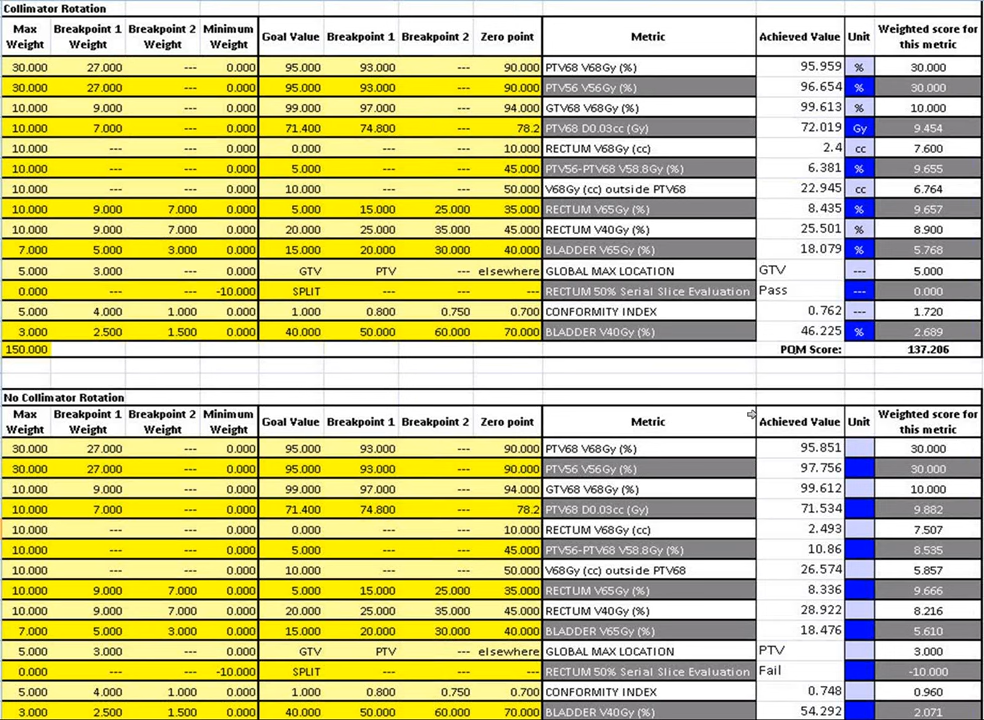 Collimator Rotation
Max Weight Breakpoint 1 Weight Breakpoint 2 Weight Minimum Weight Goal Value Breakpoint 1 Breakpoint 2 Zero point Metric Achieved Value Unit Weighted score for this metric
30.000 27.000 --- 0.000 95.000 93.000 --- 90.000 PTV68 V68Gy (%) 95.959 % 30.000
30.000 27.000 --- 0.000 95.000 93.000 --- 90.000 PTV56 V56Gy (%) 96.654 % 30.000
10.000 9.000 --- 0.000 99.000 97.000 --- 94.000 GTV68 V68Gy (%) 99.613 % 10.000
10.000 7.000 --- 0.000 71.400 74.800 --- 78.2 PTV68 D0.03cc (Gy) 72.019 Gy 9.454
10.000 --- --- 0.000 0.000 --- --- 10.000 RECTUM V68Gy (cc) 2.4 cc 7.600
10.000 --- --- 0.000 5.000 --- --- 45.000 PTV56-PTV68 V58.8Gy (%) 6.381 % 9.655
10.000 --- --- 0.000 10.000 --- --- 50.000 V68Gy (cc) outside PTV68 22.945 cc 6.764
10.000 9.000 7.000 0.000 5.000 15.000 25.000 35.000 RECTUM V65Gy (%) 8.435 % 9.657
10.000 9.000 7.000 0.000 20.000 25.000 35.000 45.000 RECTUM V40Gy (%) 25.501 % 8.900
7.000 5.000 3.000 0.000 15.000 20.000 30.000 40.000 BLADDER V65Gy (%) 18.079 % 5.768
5.000 3.000 --- 0.000 GTV PTV --- elsewhere GLOBAL MAX LOCATION GTV --- 5.000
0.000 --- --- -10.000 SPLIT --- --- --- RECTUM 50% Serial Slice Evaluation Pass --- 0.000
5.000 4.000 1.000 0.000 1.000 0.800 0.750 0.700 CONFORMITY INDEX 0.762 --- 1.720
3.000 2.500 1.500 0.000 40.000 50.000 60.000 70.000 BLADDER V40Gy (%) 46.225 % 2.689
150.000 PQM Score: 137.206
No Collimator Rotation
Max Weight Breakpoint 1 Weight Breakpoint 2 Weight Minimum Weight Goal Value Breakpoint 1 Breakpoint 2 Zero point Metric Achieved Value Unit Weighted score for this metric
30.000 27.000 --- 0.000 95.000 93.000 --- 90.000 PTV68 V68Gy (%) 95.851 30.000
30.000 27.000 --- 0.000 95.000 93.000 --- 90.000 PTV56 V56Gy (%) 97.756 30.000
10.000 9.000 --- 0.000 99.000 97.000 --- 94.000 GTV68 V68Gy (%) 99.612 10.000
10.000 7.000 --- 0.000 71.400 74.800 --- 78.2 PTV68 D0.03cc (Gy) 71.534 9.882
10.000 --- --- 0.000 0.000 --- --- 10.000 RECTUM V68Gy (cc) 2.493 7.507
10.000 --- --- 0.000 5.000 --- --- 45.000 PTV56-PTV68 V58.8Gy (%) 10.86 8.535
10.000 --- --- 0.000 10.000 --- --- 50.000 V68Gy (cc) outside PTV68 26.574 5.857
10.000 9.000 7.000 0.000 5.000 15.000 25.000 35.000 RECTUM V65Gy (%) 8.336 9.666
10.000 9.000 7.000 0.000 20.000 25.000 35.000 45.000 RECTUM V40Gy (%) 28.922 8.216
7.000 5.000 3.000 0.000 15.000 20.000 30.000 40.000 BLADDER V65Gy (%) 18.476 5.610
5.000 3.000 --- 0.000 GTV PTV --- elsewhere GLOBAL MAX LOCATION PTV 3.000
0.000 --- --- -10.000 SPLIT --- --- --- RECTUM 50% Serial Slice Evaluation Fail -10.000
5.000 4.000 1.000 0.000 1.000 0.800 0.750 0.700 CONFORMITY INDEX 0.748 0.960
3.000 2.500 1.500 0.000 40.000 50.000 60.000 70.000 BLADDER V40Gy (%) 54.292 2.071